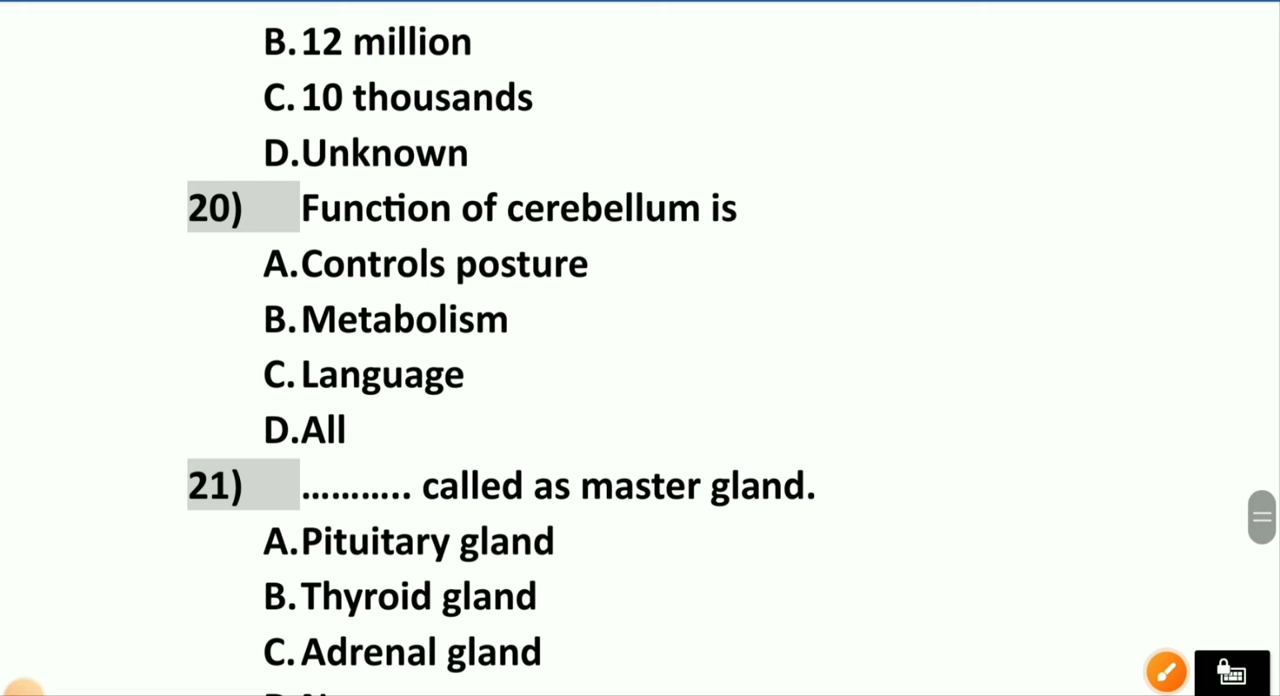 B. 12 million
C. 10 thousands
D. Unknown
20) Function of cerebellum is
A. Controls posture
B. Metabolism
C. Language
D. All
21) ........... called as master gland.
A. Pituitary gland
B. Thyroid gland
C. Adrenal gland